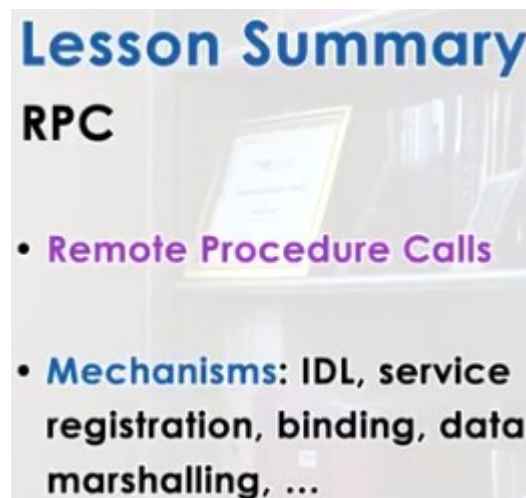 Lesson Summary
RPC
• Remote Procedure Calls
• Mechanisms: IDL, service
registration, binding, data
marshalling, ...